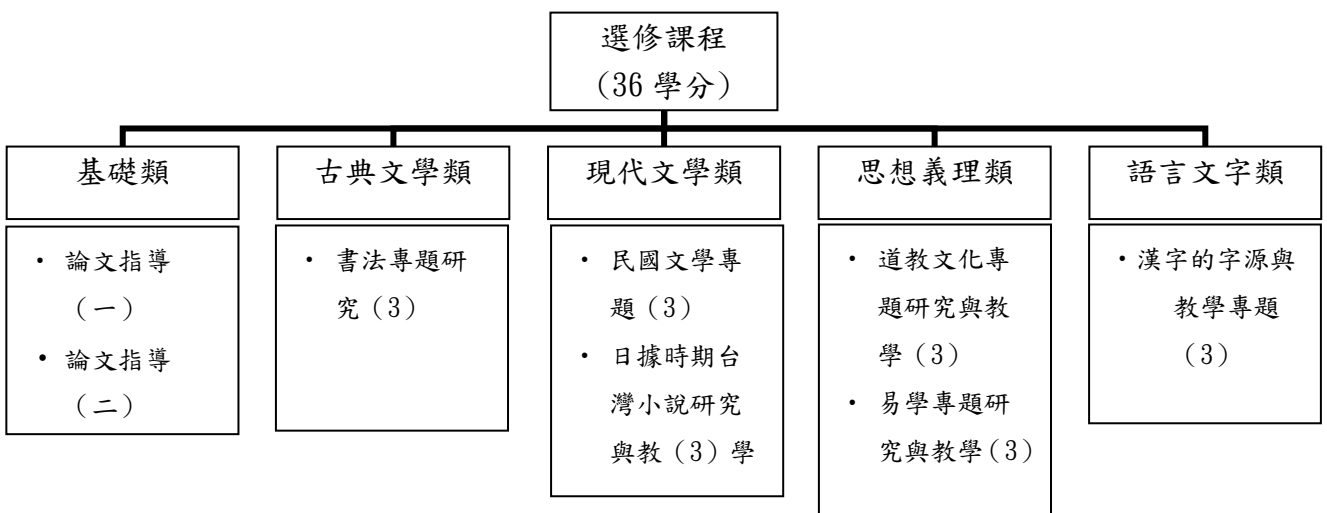 選修課程
(36 學分)
基礎類
古典文學類
現代文學類
思想義理類
語言文字類
· 論文指導
(一)
· 論文指導
(二)
· 書法專題研
究(3)
· 民國文學專
題(3)
· 日據時期台
灣小說研究
與教(3)學
· 道教文化專
題研究與教
學(3)
· 易學專題研
究與教學(3)
·漢字的字源與
教學專題
(3)